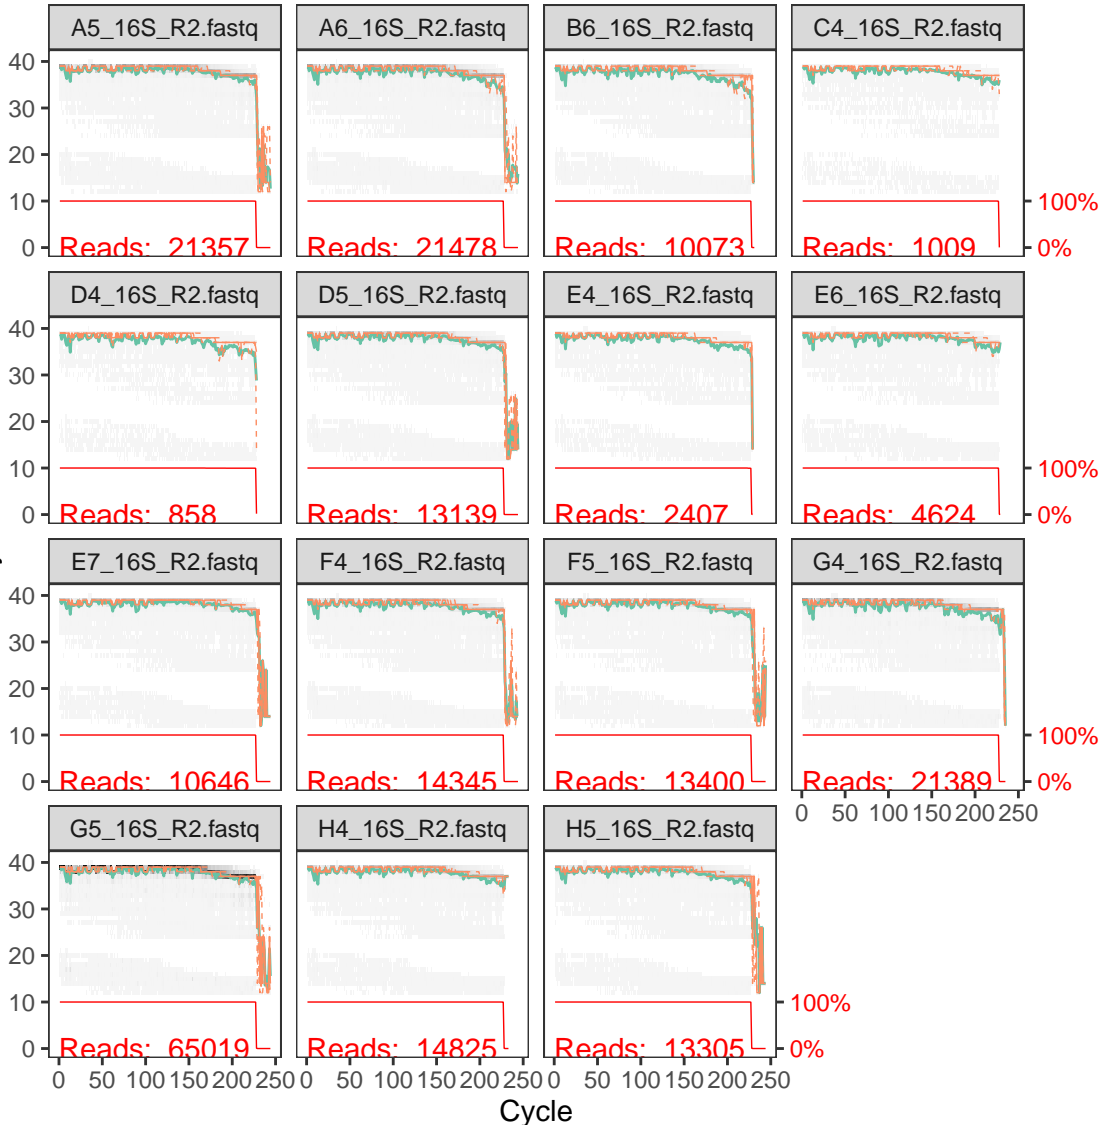 A5_16S_R2.fastq A6_16S_R2.fastq B6_16S_R2.fastq C4_16S_R2.fastq
40
30
20
10 100%
0 Reads: 21357 Reads: 21478 Reads: 10073 Reads: 1009 0%
D4_16S_R2.fastq D5_16S_R2.fastq E4_16S_R2.fastq E6_16S_R2.fastq
40
30
20
10 100%
0 Reads: 858 Reads: 13139 Reads: 2407 Reads: 4624 0%
E7_16S_R2.fastq F4_16S_R2.fastq F5_16S_R2.fastq G4_16S_R2.fastq
40
30
20
10 100%
0 Reads: 10646 Reads: 14345 Reads: 13400 Reads: 21389 0%
0 50 100 150 200 250
G5_16S_R2.fastq H4_16S_R2.fastq H5_16S_R2.fastq
40
30
20
10 100%
0 Reads: 65019 Reads: 14825 Reads: 13305 0%
0 50 100 150 200 250 0 50 100 150 200 250 0 50 100 150 200 250
Cycle